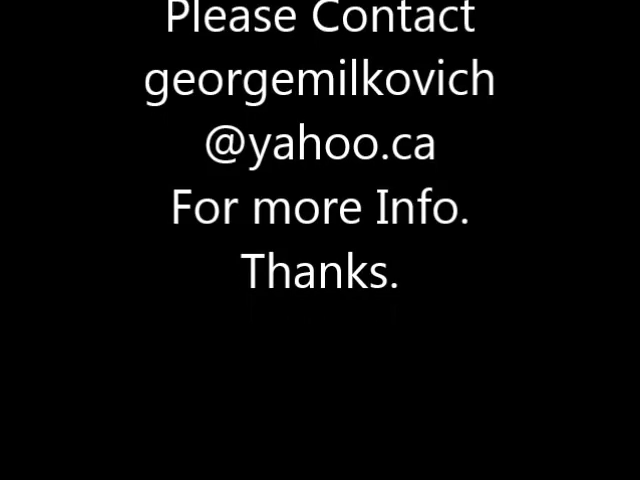 Please Contact
georgemilkovich
@yahoo.ca
For more Info.
Thanks.